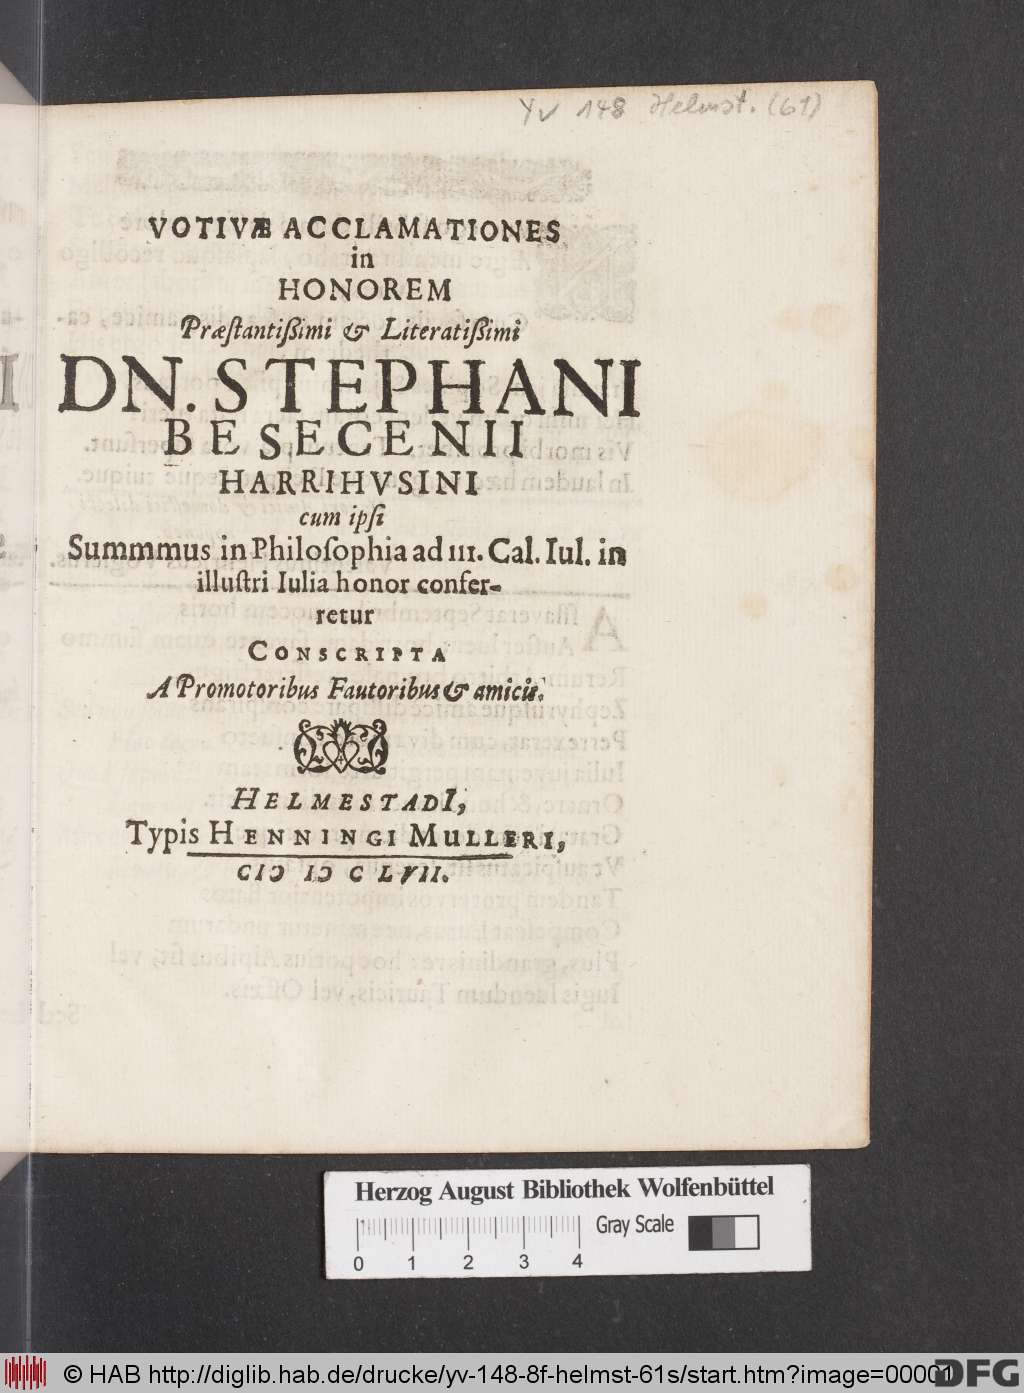 Yv 148 Helmst. (61)
VOTIVÆ ACCLAMATIONES
in
HONOREM
Præſtantißimi & Literatißimi
DN. STEPHANI
BESECENII
HARRIHVSINI
cum ipſi
Summmus in Philoſophia ad III. Cal. Iul. in
illuſtri Iulia honor confer-
retur
CONSCRIPTA
A Promotoribus Fautoribus & amicis.
HELMESTADI,
Typis HENNINGI MULLERI,
CIↃ IↃ C LVII.
Herzog August Bibliothek Wolfenbüttel
Gray Scale
0 1 2 3 4
© HAB http://diglib.hab.de/drucke/yv-148-8f-helmst-61s/start.htm?image=00001
DFG